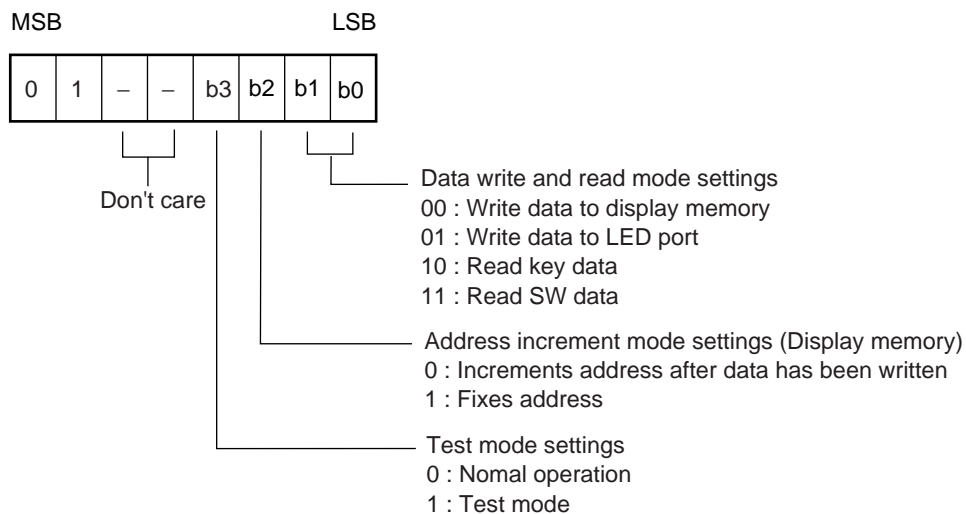 MSB LSB
0 1 – – b3 b2 b1 b0
Don't care
Data write and read mode settings
00 : Write data to display memory
01 : Write data to LED port
10 : Read key data
11 : Read SW data
Address increment mode settings (Display memory)
0 : Increments address after data has been written
1 : Fixes address
Test mode settings
0 : Nomal operation
1 : Test mode